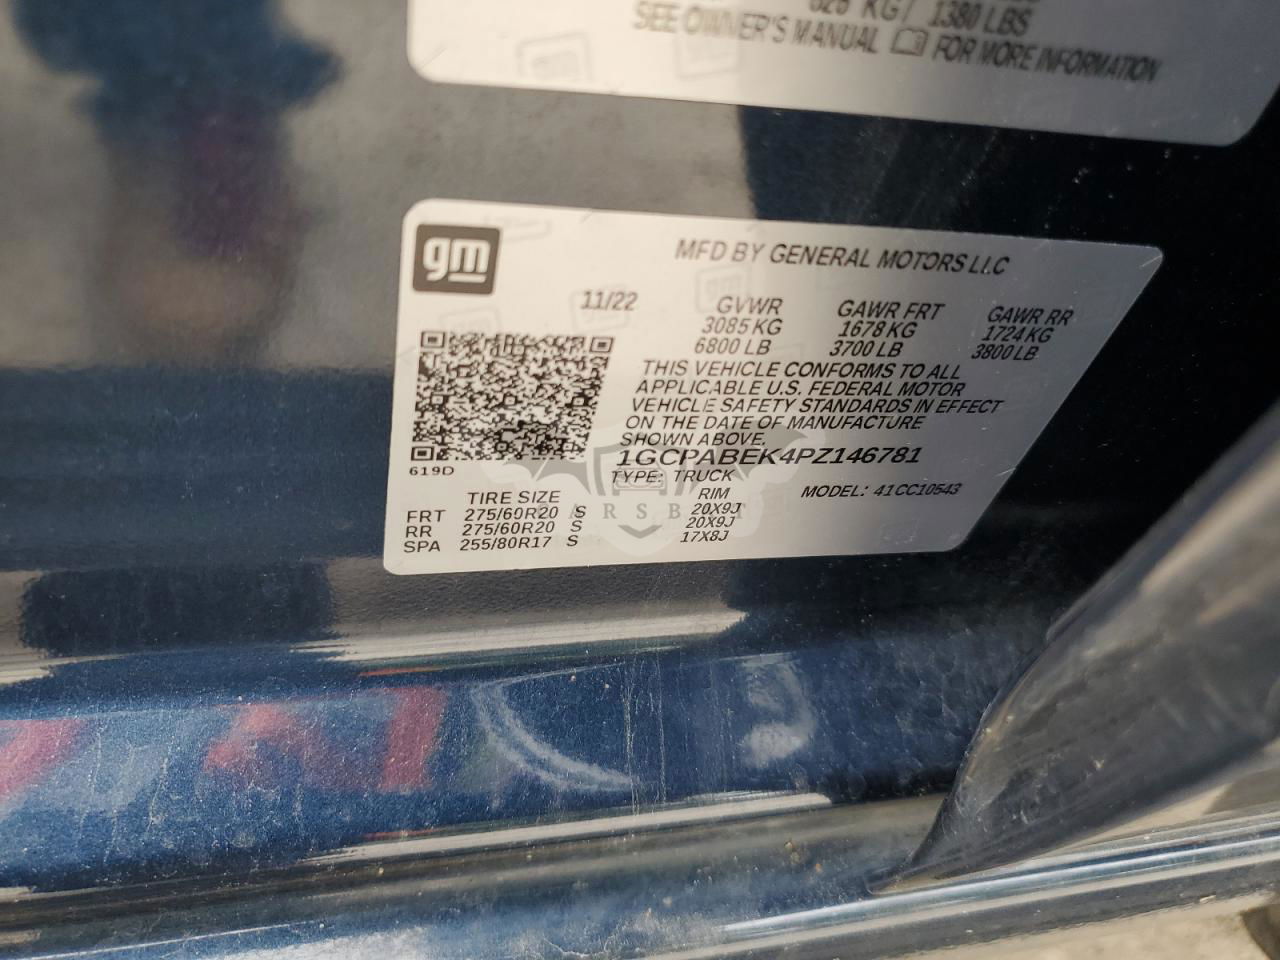 KG/ 1380 LBS
SEE OWNER'S MANUAL FOR MORE INFORMATION
gm
MFD BY GENERAL MOTORS LLC
11/22 GVWR GAWR FRT GAWR RR
3085 KG 1678 KG 1724 KG
6800 LB 3700 LB 3800 LB
THIS VEHICLE CONFORMS TO ALL
APPLICABLE U.S. FEDERAL MOTOR
VEHICLE SAFETY STANDARDS IN EFFECT
ON THE DATE OF MANUFACTURE
SHOWN ABOVE.
1GCPABEK4PZ146781
619D
TYPE: TRUCK MODEL: 41CC10543
TIRE SIZE RIM
FRT 275/60R20 S 20X9J
RR 275/60R20 S 20X9J
SPA 255/80R17 S 17X8J